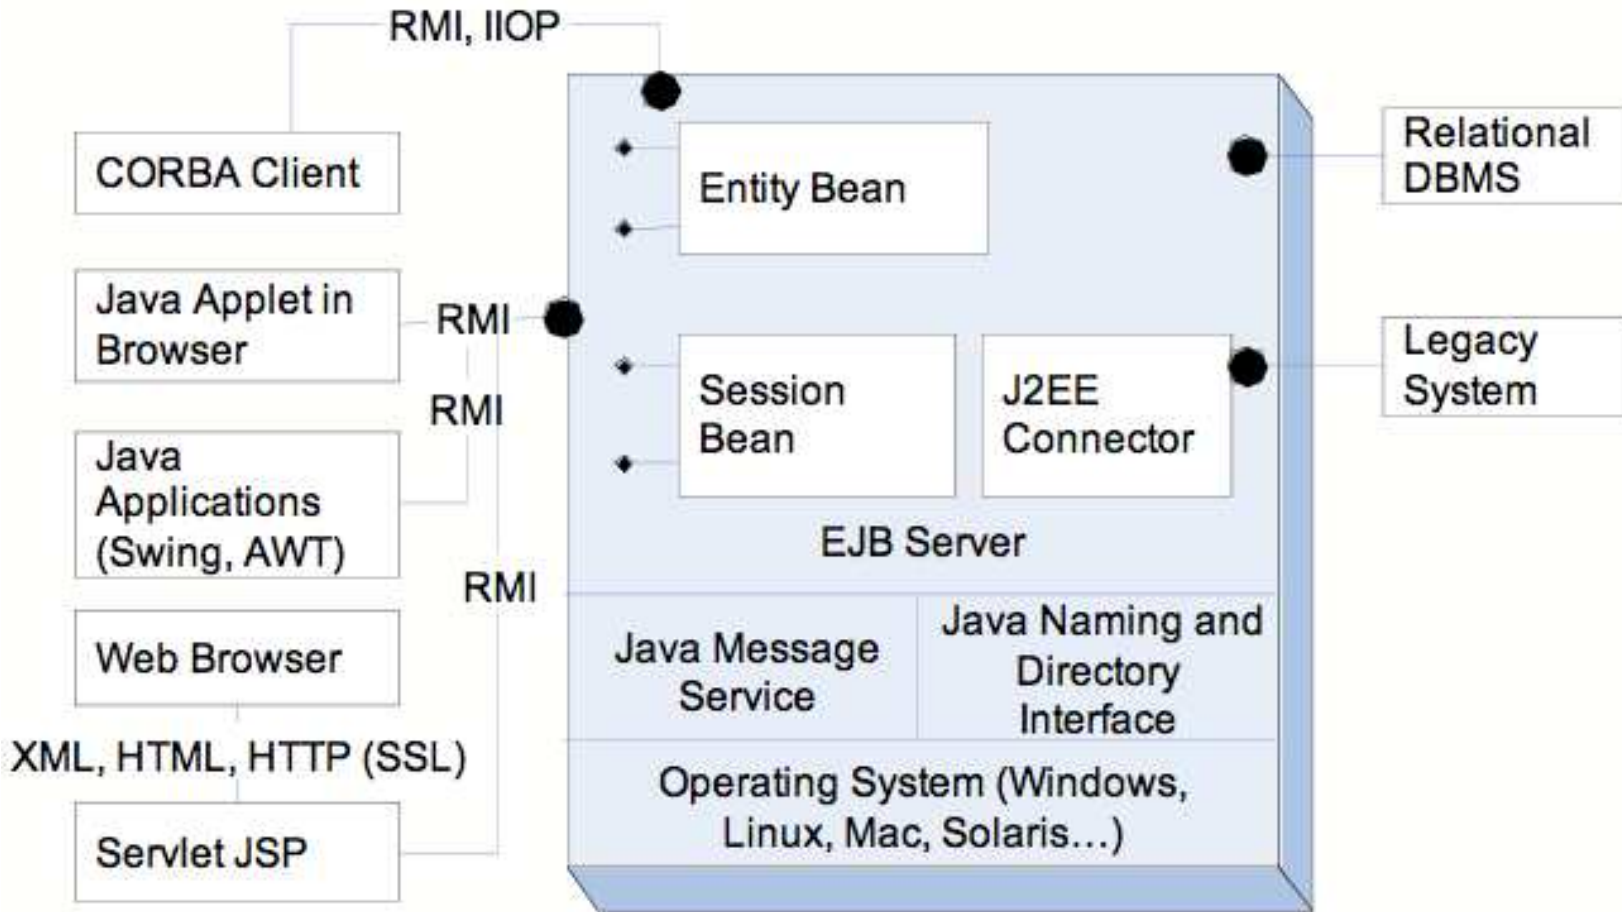 RMI, IIOP
CORBA Client
Java Applet in
Browser
RMI
RMI
Java
Applications
(Swing, AWT)
RMI
Web Browser
XML, HTML, HTTP (SSL)
Servlet JSP
Entity Bean
Session
Bean
J2EE
Connector
EJB Server
Java Message
Service
Java Naming and
Directory
Interface
Operating System (Windows,
Linux, Mac, Solaris...)
Relational
DBMS
Legacy
System